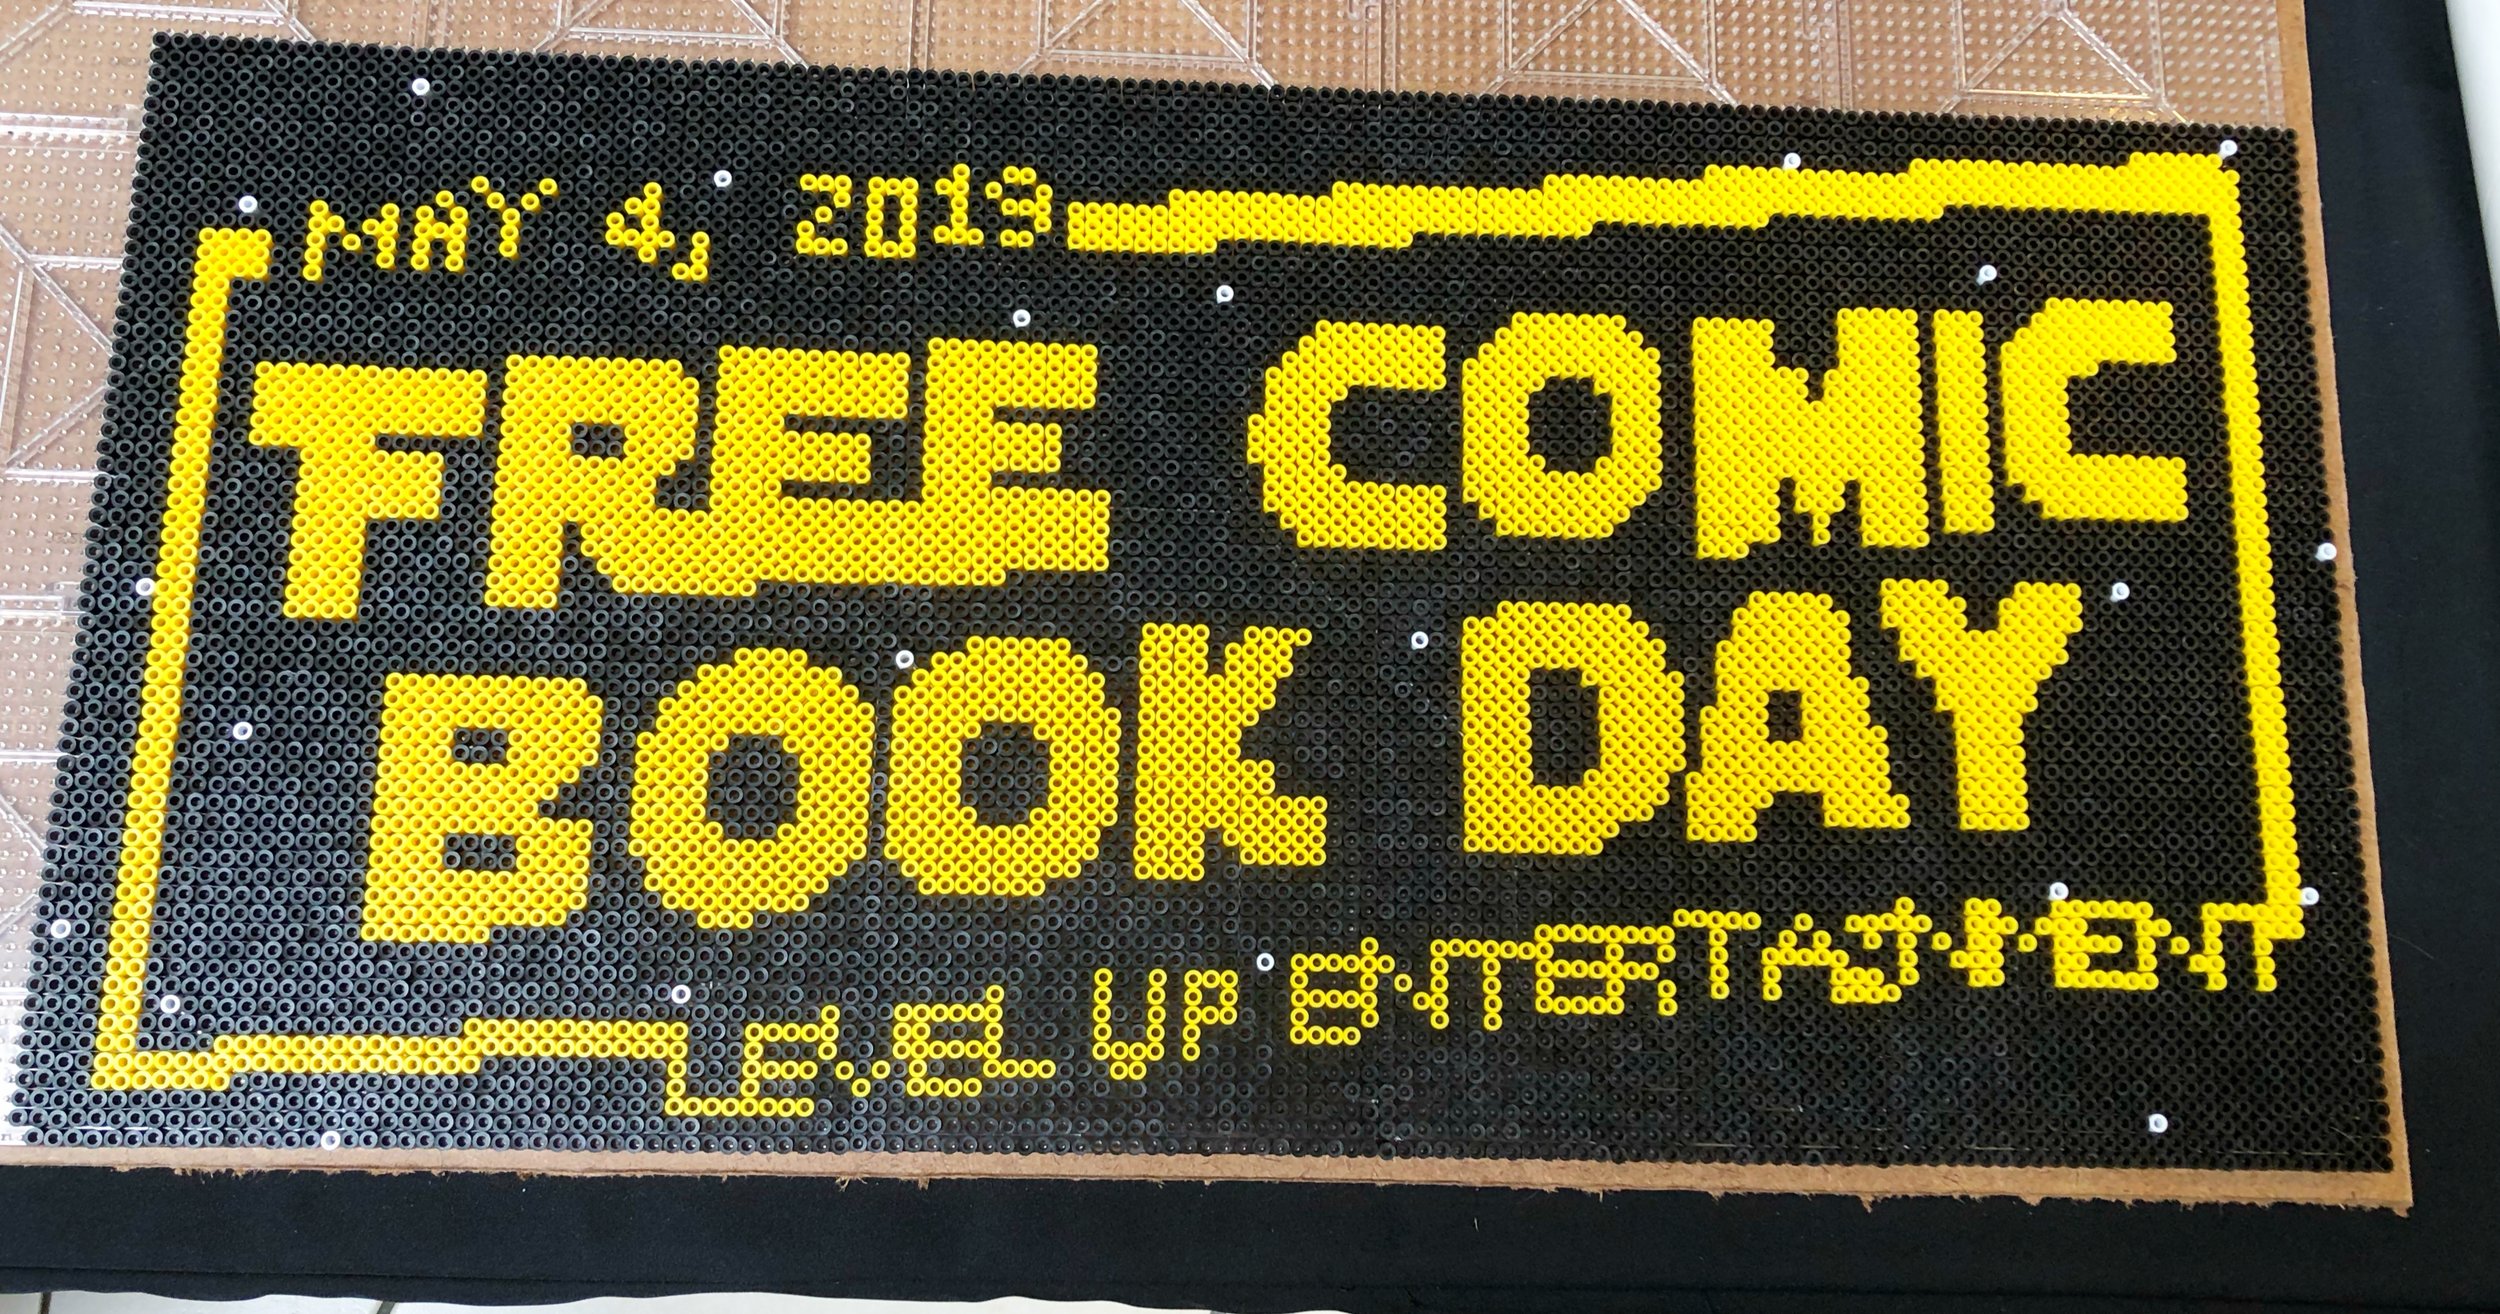 MAY 4, 2019
FREE COMIC
BOOK DAY
LEVEL UP ENTERTAINMENT